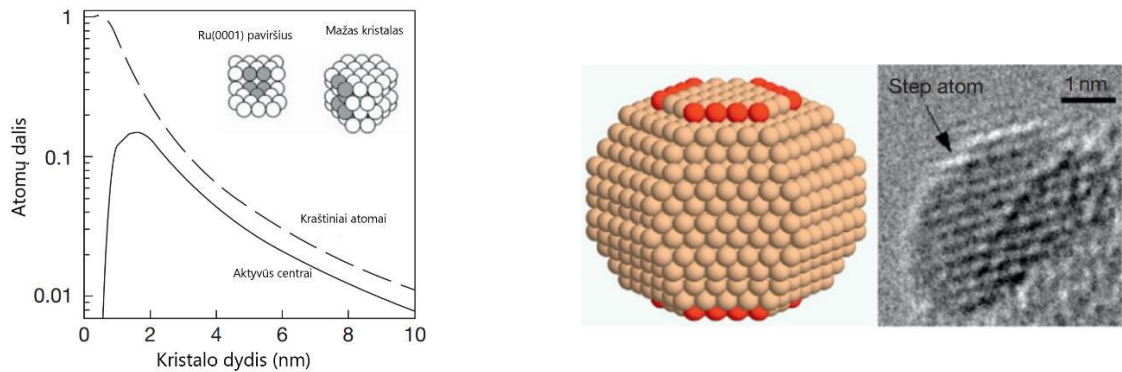 1
0.1
0.01
Atomų dalis
Ru(0001) paviršius
Mažas kristalas
Kraštiniai atomai
Aktyvūs centrai
0 2 4 6 8 10
Kristalo dydis (nm)
Step atom
1 nm